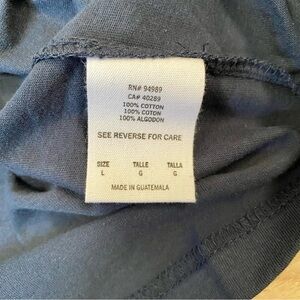 RN# 94989
CA# 40289
100% COTTON
100% COTON
100% ALGODON
SEE REVERSE FOR CARE
SIZE TALLE TALLA
L G G
MADE IN GUATEMALA